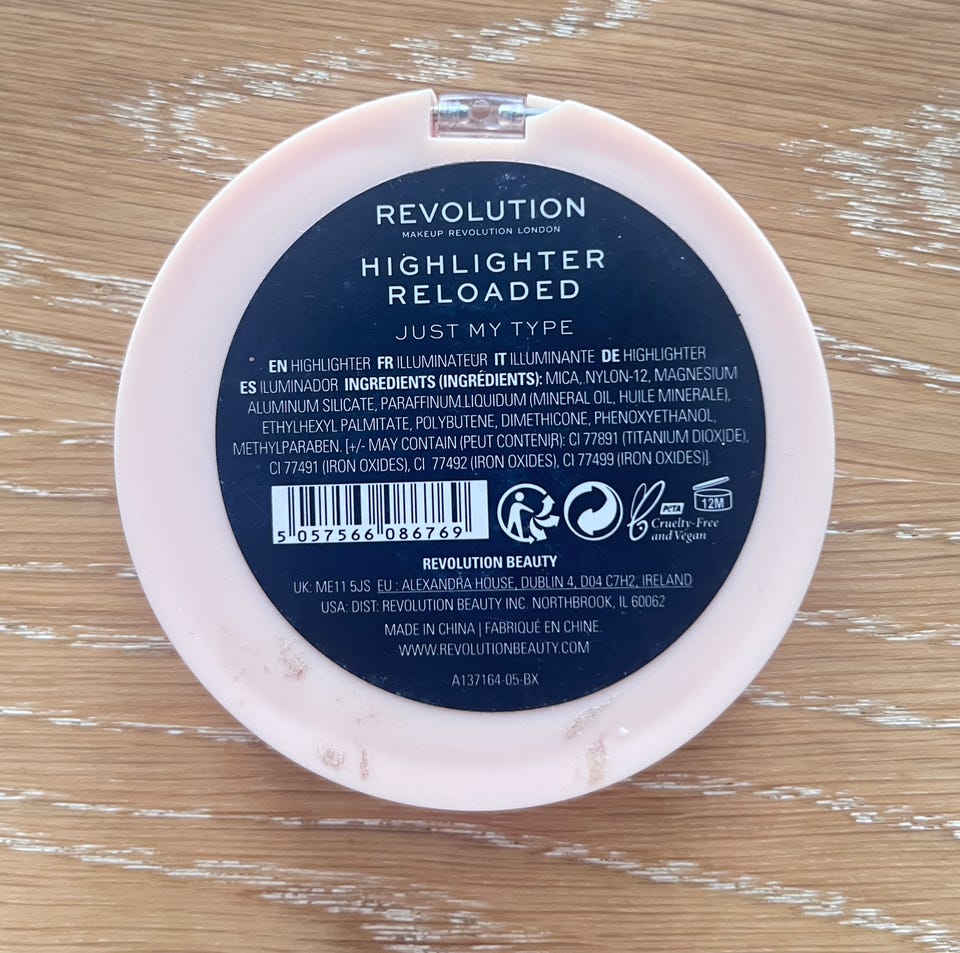 REVOLUTION
MAKEUP REVOLUTION LONDON
HIGHLIGHTER
RELOADED
JUST MY TYPE
EN HIGHLIGHTER FR ILLUMINATEUR IT ILLUMINANTE DE HIGHLIGHTER
ES ILUMINADOR INGREDIENTS (INGRÉDIENTS): MICA, NYLON-12, MAGNESIUM
ALUMINUM SILICATE, PARAFFINUM LIQUIDUM (MINERAL OIL, HUILE MINERALE),
ETHYLHEXYL PALMITATE, POLYBUTENE, DIMETHICONE, PHENOXYETHANOL,
METHYLPARABEN. [+/- MAY CONTAIN (PEUT CONTENIR): CI 77891 (TITANIUM DIOXIDE),
CI 77491 (IRON OXIDES), CI 77492 (IRON OXIDES), CI 77499 (IRON OXIDES)].
5 057566 086769
PETA
Cruelty-Free
and Vegan
12M
REVOLUTION BEAUTY
UK: ME11 5JS EU : ALEXANDRA HOUSE, DUBLIN 4, D04 C7H2, IRELAND
USA: DIST: REVOLUTION BEAUTY INC. NORTHBROOK, IL 60062
MADE IN CHINA | FABRIQUÉ EN CHINE.
WWW.REVOLUTIONBEAUTY.COM
A137164-05-BX